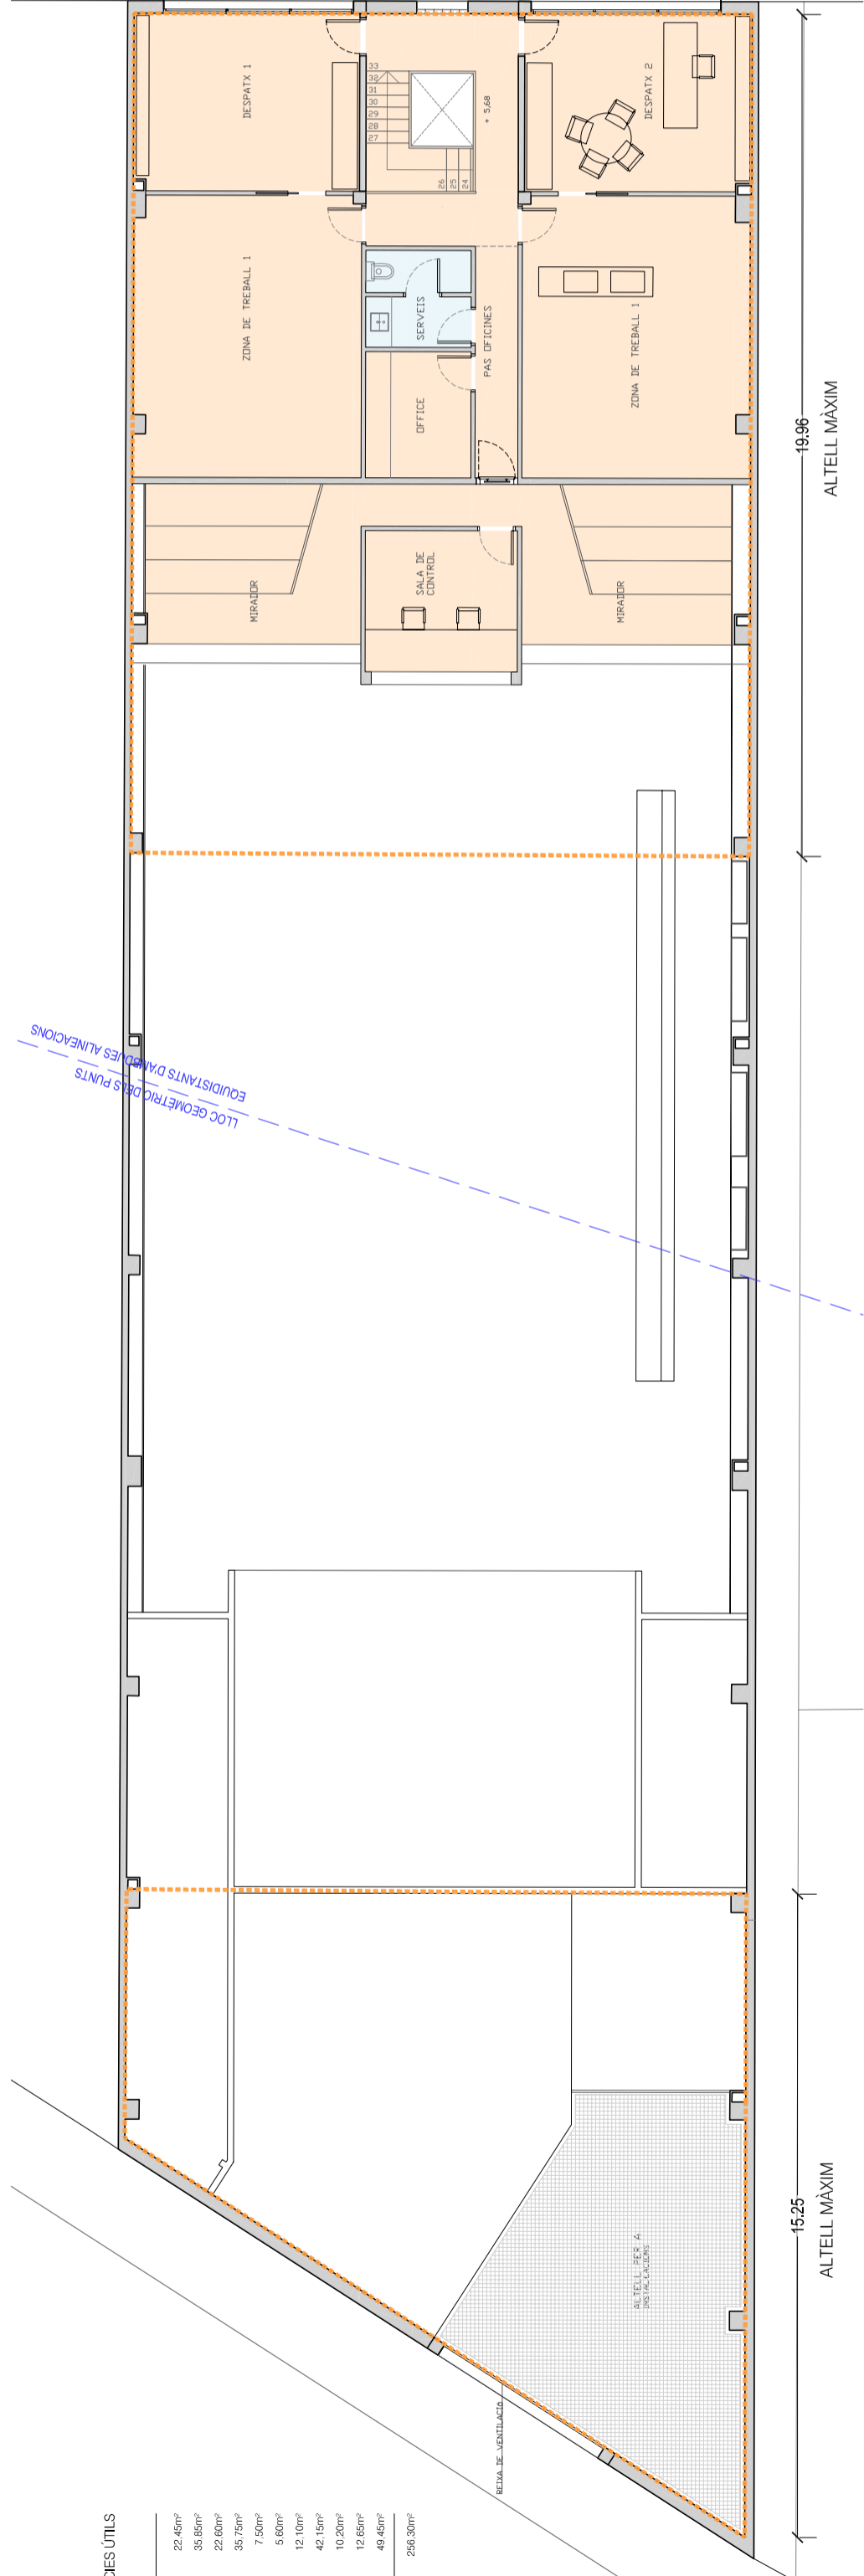 DESPATX 1
33
32
31
30
29
28
27
26
25
24
+ 5,68
DESPATX 2
ZONA DE TREBALL 1
SERVEIS
PAS OFICINES
OFFICE
ZONA DE TREBALL 1
19.96
ALTELL MÀXIM
MIRADOR
SALA DE
CONTROL
MIRADOR
LLOC GEOMÈTRIC DELS PUNTS
EQUIDISTANTS D'AMBDUES ALINEACIONS
15.25
ALTELL MÀXIM
ALTELL PER A
INSTAL·LACIONS
REIXA DE VENTILACIÓ
CIES ÚTILS
22.45m²
35.85m²
22.60m²
35.75m²
7.50m²
5.60m²
12.10m²
42.15m²
10.20m²
12.65m²
49.45m²
256.30m²